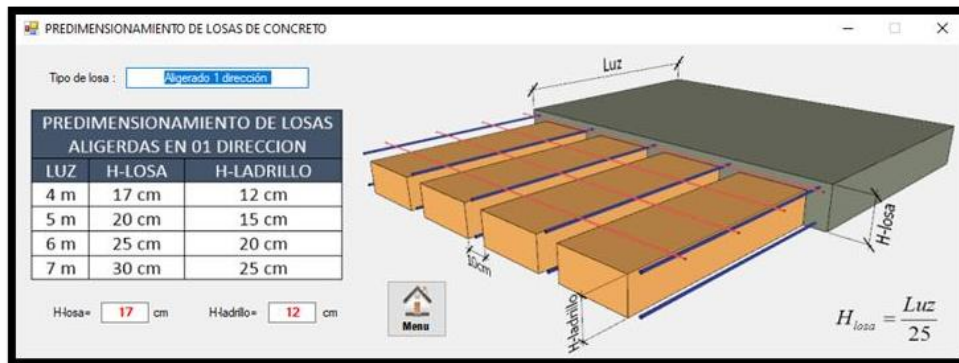 PREDIMENSIONAMIENTO DE LOSAS DE CONCRETO
Tipo de losa : Aligerado 1 dirección
PREDIMENSIONAMIENTO DE LOSAS
ALIGERDAS EN 01 DIRECCION
LUZ H-LOSA H-LADRILLO
4 m 17 cm 12 cm
5 m 20 cm 15 cm
6 m 25 cm 20 cm
7 m 30 cm 25 cm
H-losa= 17 cm H-ladrillo= 12 cm
Menu
Luz
H-losa
10cm
H-ladrillo
H losa = Luz
25